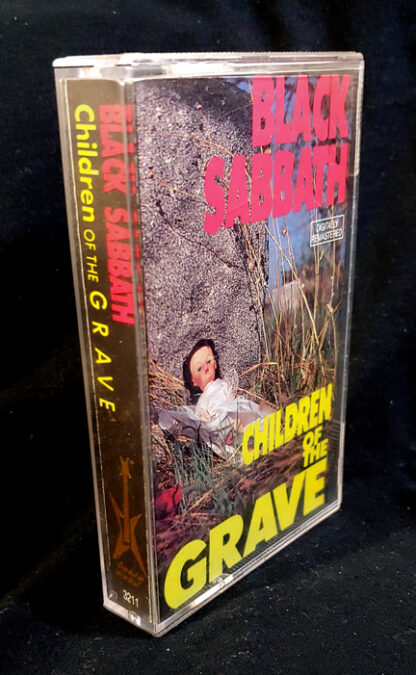 BLACK SABBATH
Children OF THE GRAVE
3211
BLACK
SABBATH
DIGITALLY
REMASTERED
CHILDREN
OF
THE
GRAVE